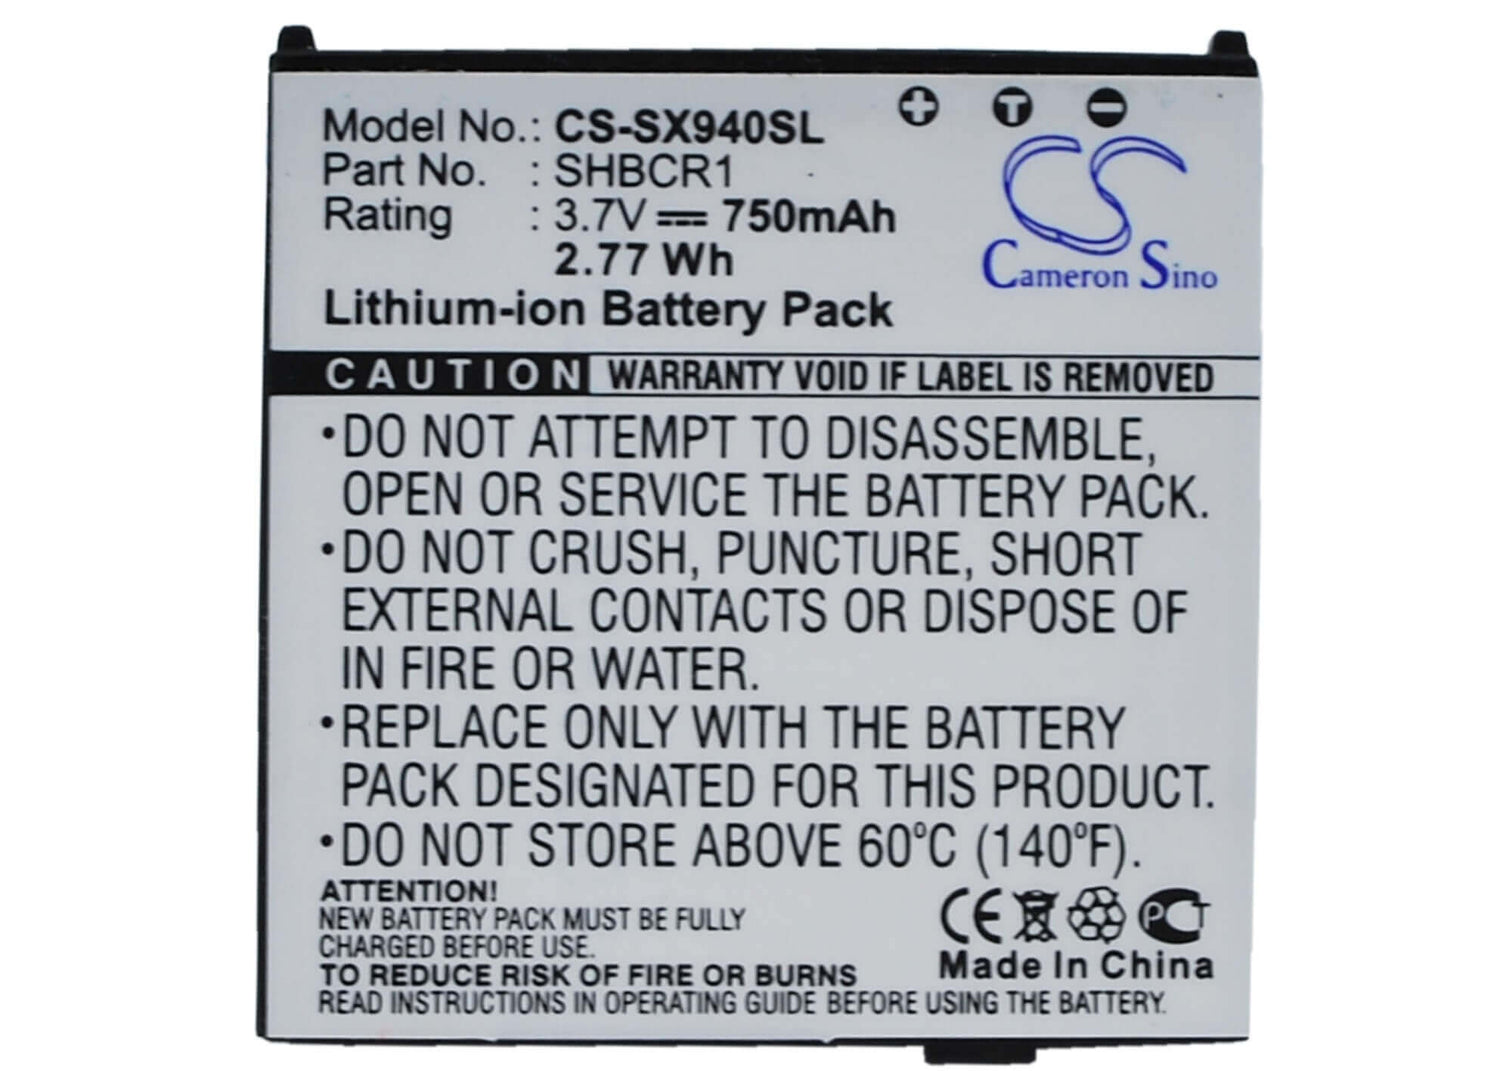 Model No.: CS-SX940SL
Part No. : SHBCR1
Rating : 3.7V 750mAh
2.77 Wh
Lithium-ion Battery Pack
+ T -
CS
Cameron Sino
CAUTION WARRANTY VOID IF LABEL IS REMOVED
•DO NOT ATTEMPT TO DISASSEMBLE,
OPEN OR SERVICE THE BATTERY PACK.
•DO NOT CRUSH, PUNCTURE, SHORT
EXTERNAL CONTACTS OR DISPOSE OF
IN FIRE OR WATER.
•REPLACE ONLY WITH THE BATTERY
PACK DESIGNATED FOR THIS PRODUCT.
•DO NOT STORE ABOVE 60°C (140°F).
ATTENTION!
NEW BATTERY PACK MUST BE FULLY
CHARGED BEFORE USE.
TO REDUCE RISK OF FIRE OR BURNS
READ INSTRUCTIONS IN OPERATING GUIDE BEFORE USING THE BATTERY.
CE PCT
Made In China